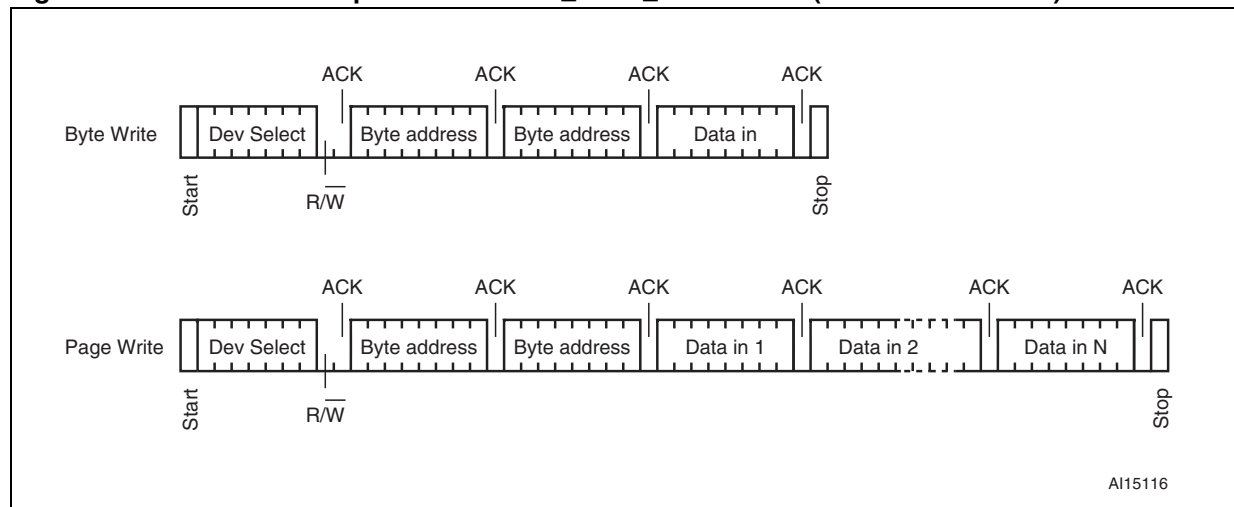 ACK ACK ACK ACK
Byte Write Dev Select Byte address Byte address Data in
Start R/W Stop
ACK ACK ACK ACK ACK ACK
Page Write Dev Select Byte address Byte address Data in 1 Data in 2 Data in N
Start R/W Stop
AI15116